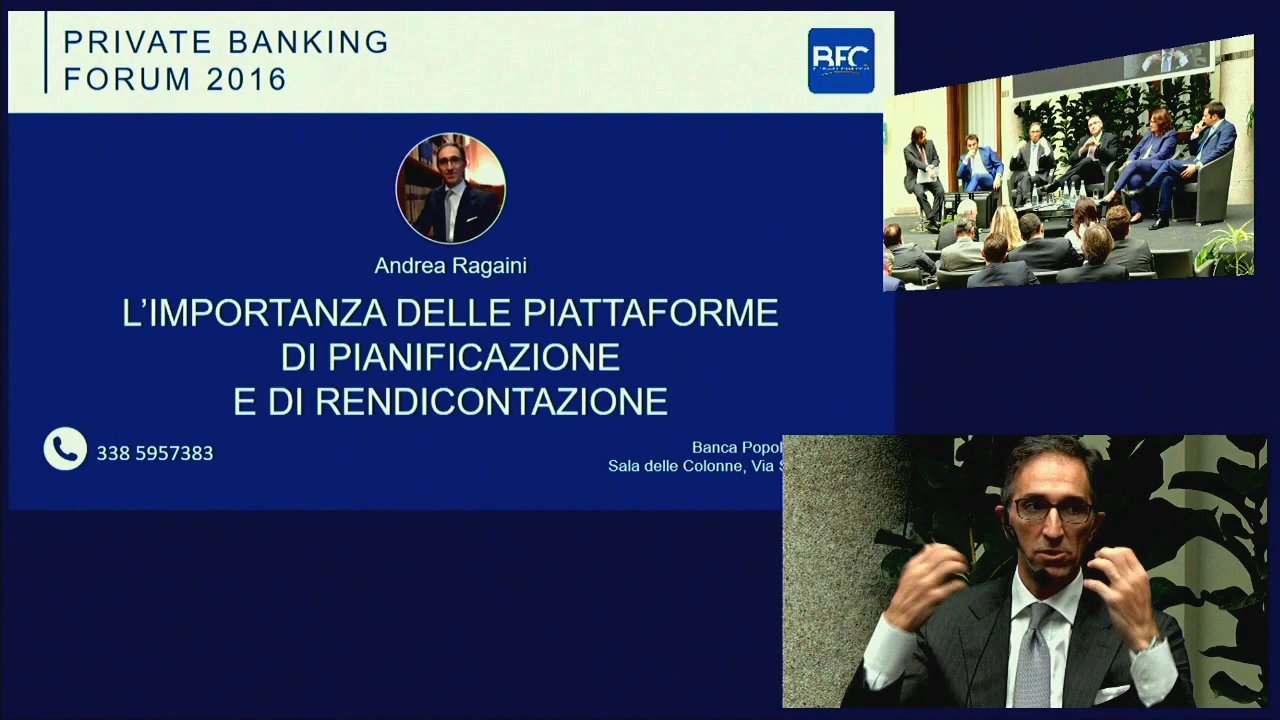 PRIVATE BANKING
FORUM 2016
BFC
Andrea Ragaini
L'IMPORTANZA DELLE PIATTAFORME
DI PIANIFICAZIONE
E DI RENDICONTAZIONE
338 5957383
Banca Popol
Sala delle Colonne, Via S